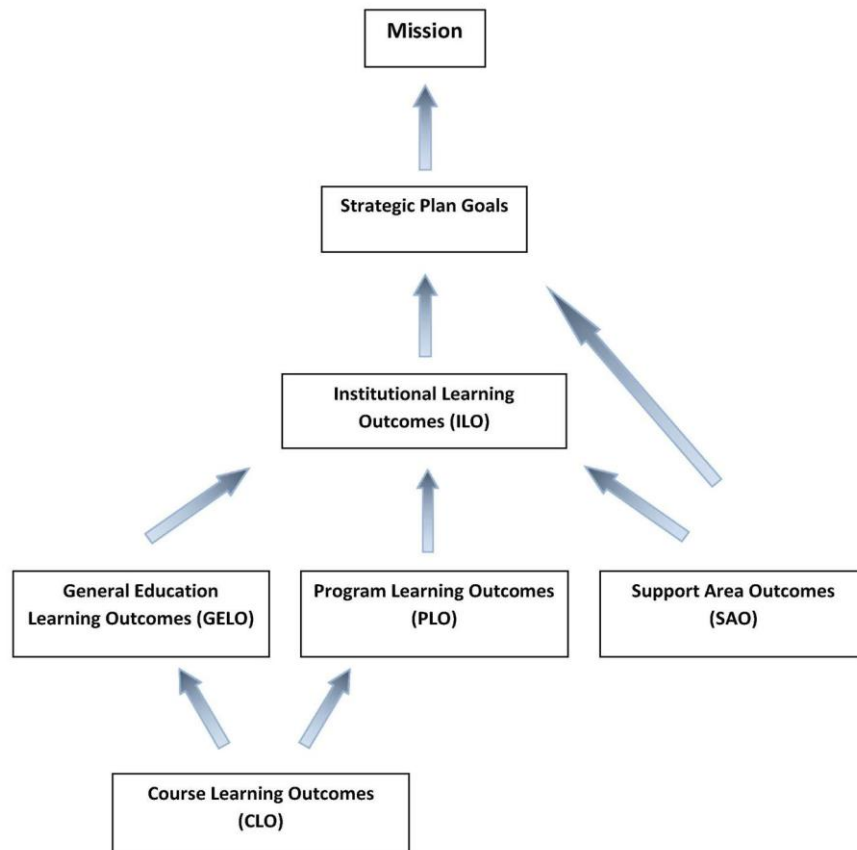 Mission
Strategic Plan Goals
Institutional Learning
Outcomes (ILO)
General Education
Learning Outcomes (GELO)
Program Learning Outcomes
(PLO)
Support Area Outcomes
(SAO)
Course Learning Outcomes
(CLO)